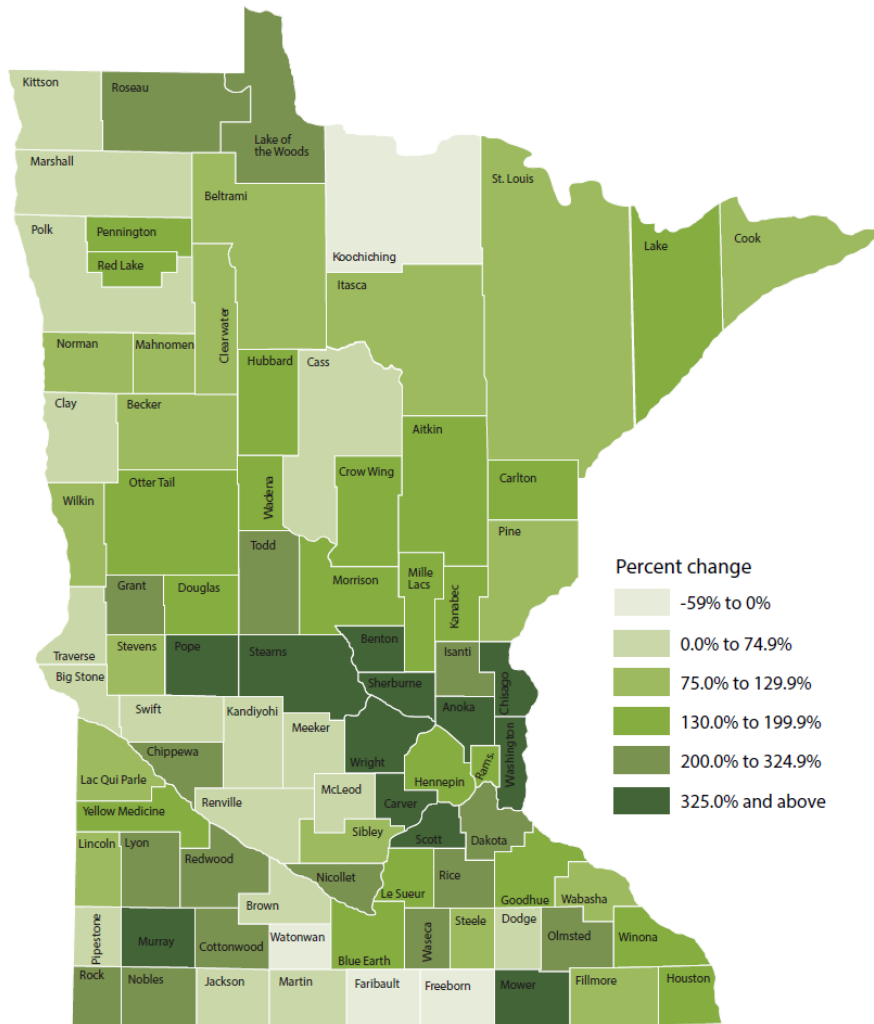 Kittson
Roseau
Lake of
the Woods
Marshall
Beltrami
St. Louis
Polk
Pennington
Red Lake
Koochiching
Lake
Cook
Itasca
Norman
Mahnomen
Clearwater
Hubbard
Cass
Clay
Becker
Aitkin
Wilkin
Otter Tail
Wadena
Crow Wing
Carlton
Todd
Pine
Grant
Douglas
Morrison
Mille
Lacs
Kanabec
Percent change
-59% to 0%
0.0% to 74.9%
75.0% to 129.9%
130.0% to 199.9%
200.0% to 324.9%
325.0% and above
Traverse
Stevens
Pope
Stearns
Benton
Isanti
Big Stone
Sherburne
Chisago
Swift
Kandiyohi
Meeker
Anoka
Chippewa
Wright
Washington
Lac Qui Parle
Hennepin
Rams.
Yellow Medicine
Renville
McLeod
Carver
Lincoln
Lyon
Redwood
Sibley
Scott
Dakota
Nicollet
Le Sueur
Rice
Goodhue
Wabasha
Brown
Pipestone
Murray
Cottonwood
Watonwan
Blue Earth
Waseca
Steele
Dodge
Olmsted
Winona
Rock
Nobles
Jackson
Martin
Faribault
Freeborn
Mower
Fillmore
Houston